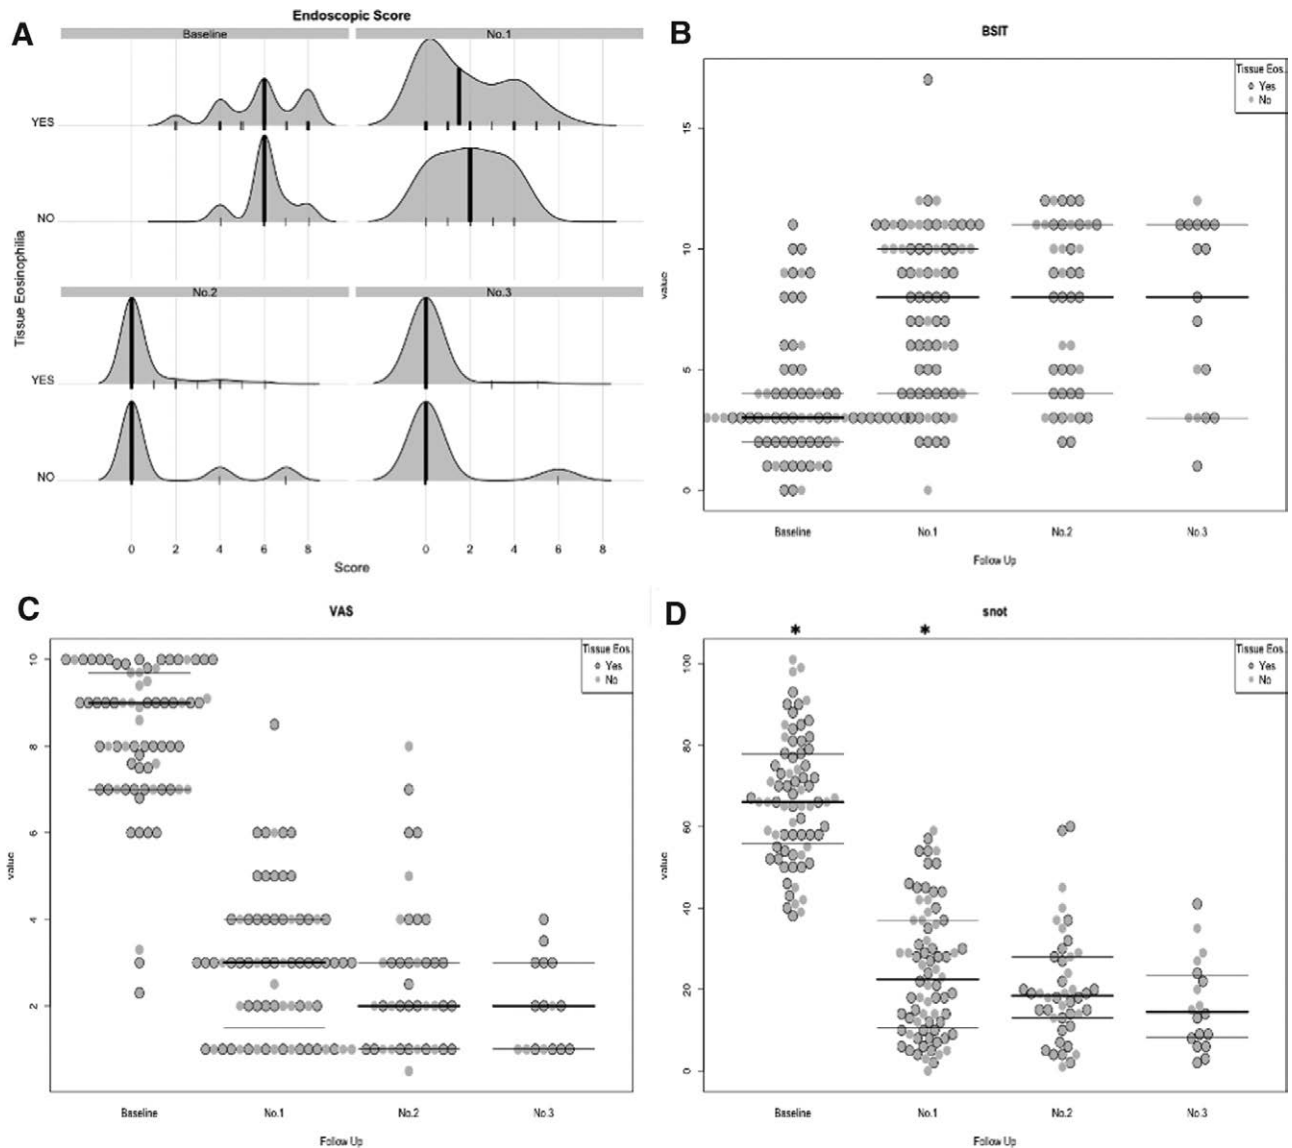 A
Endoscopic Score
Baseline
No.1
YES
NO
No.2
No.3
YES
NO
Tissue Eosinophilia
0 2 4 6 8 0 2 4 6 8
Score
B
BSIT
Tissue Eos.
Yes
No
value
15
10
5
0
Baseline No.1 No.2 No.3
Follow Up
C
VAS
Tissue Eos.
Yes
No
value
10
8
6
4
2
Baseline No.1 No.2 No.3
Follow Up
D
snot
* *
Tissue Eos.
Yes
No
value
100
80
60
40
20
0
Baseline No.1 No.2 No.3
Follow Up